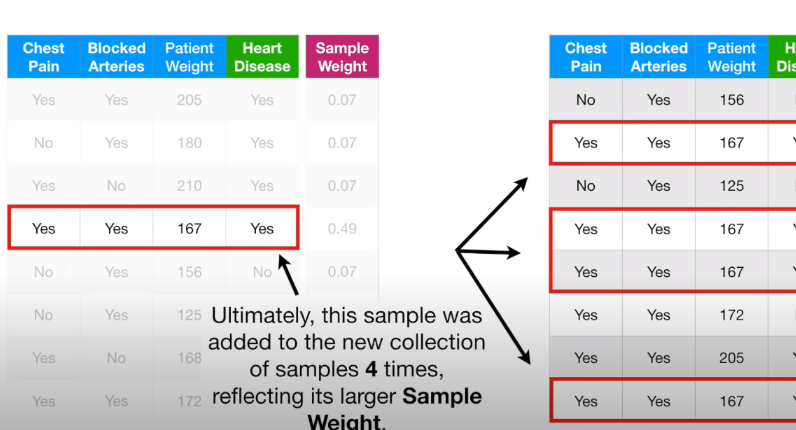 Chest Pain Blocked Arteries Patient Weight Heart Disease Sample Weight
Yes Yes 205 Yes 0.07
No Yes 180 Yes 0.07
Yes No 210 Yes 0.07
Yes Yes 167 Yes 0.49
No Yes 156 No 0.07
No Yes 125
Yes No 168
Yes Yes 172
Ultimately, this sample was
added to the new collection
of samples 4 times,
reflecting its larger Sample
Weight.
Chest Pain Blocked Arteries Patient Weight
No Yes 156
Yes Yes 167
No Yes 125
Yes Yes 167
Yes Yes 167
Yes Yes 172
Yes Yes 205
Yes Yes 167